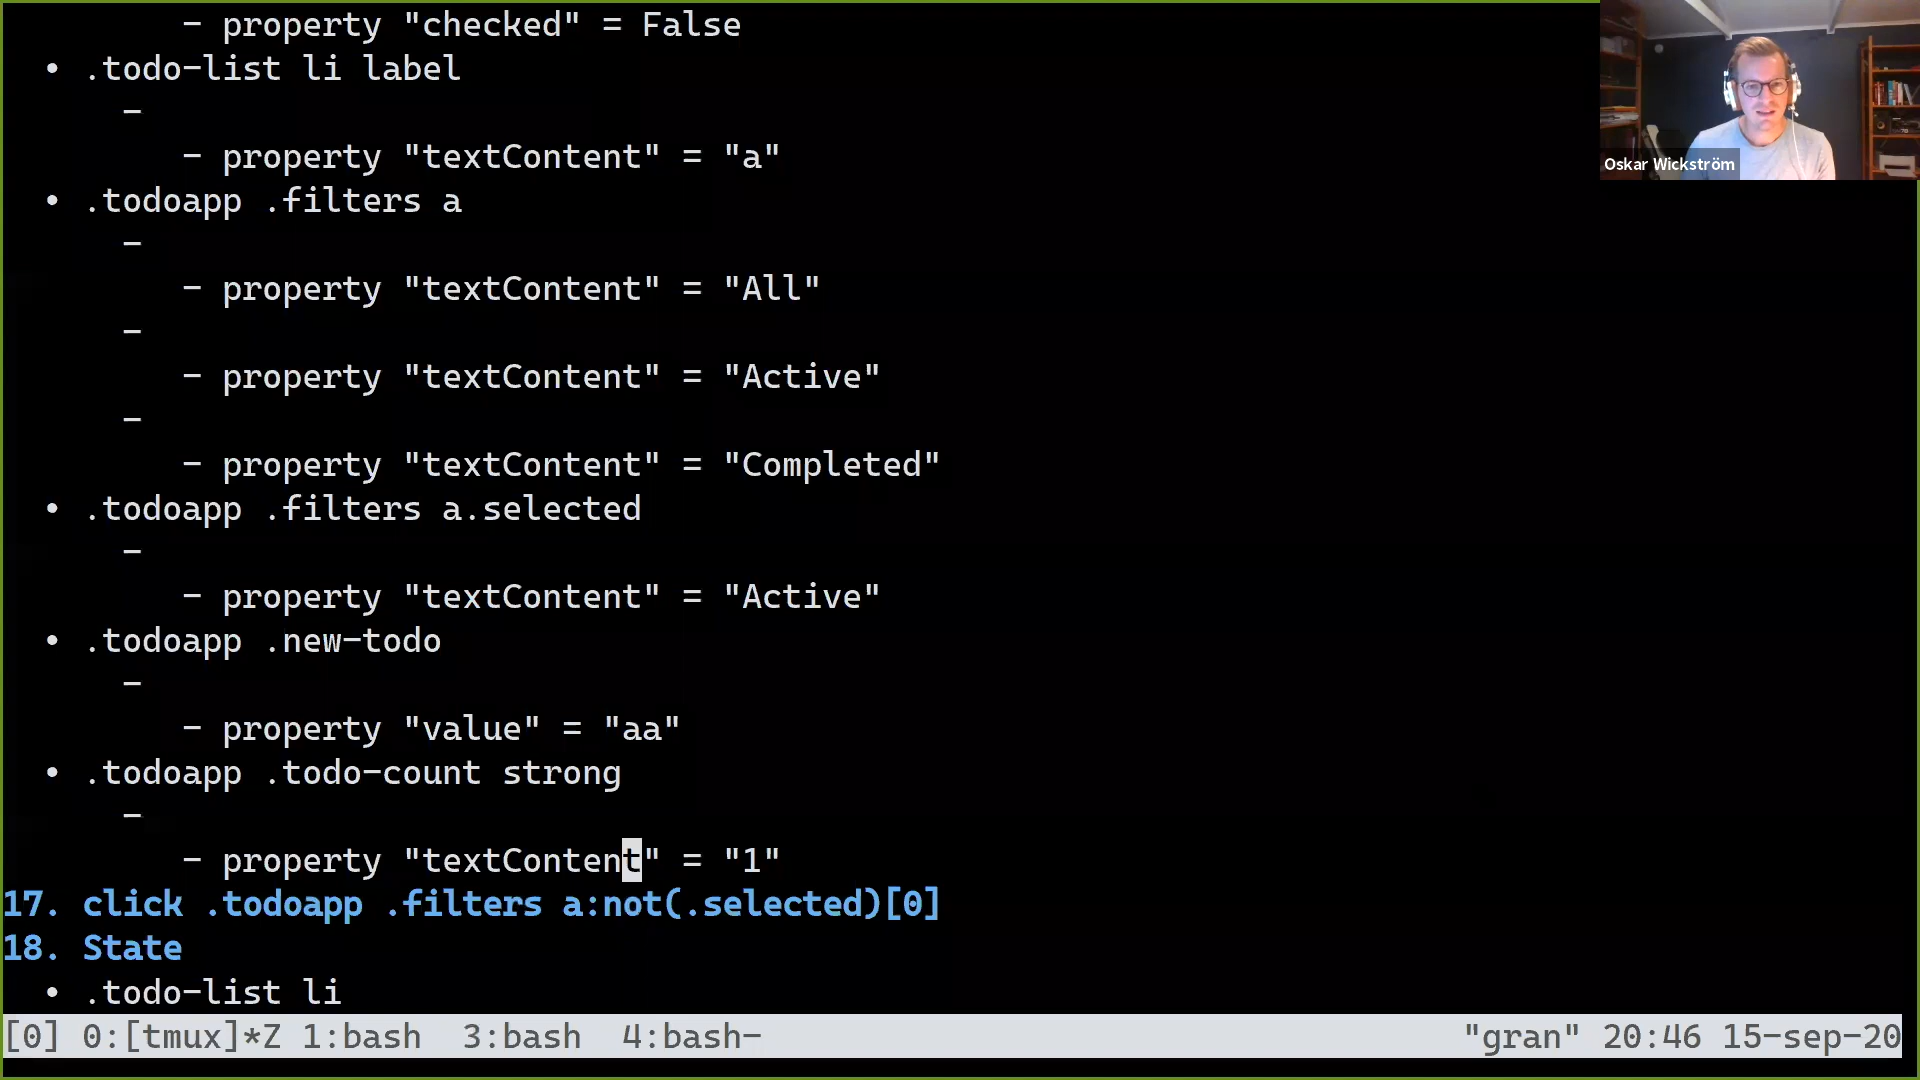 – property "checked" = False
• .todo-list li label
–
– property "textContent" = "a"
• .todoapp .filters a
–
– property "textContent" = "All"
–
– property "textContent" = "Active"
–
– property "textContent" = "Completed"
• .todoapp .filters a.selected
–
– property "textContent" = "Active"
• .todoapp .new-todo
–
– property "value" = "aa"
• .todoapp .todo-count strong
–
– property "textContent" = "1"
17. click .todoapp .filters a:not(.selected)[0]
18. State
• .todo-list li
[0] 0:[tmux]*Z 1:bash  3:bash  4:bash- "gran" 20:46 15-sep-20
Oskar Wickström